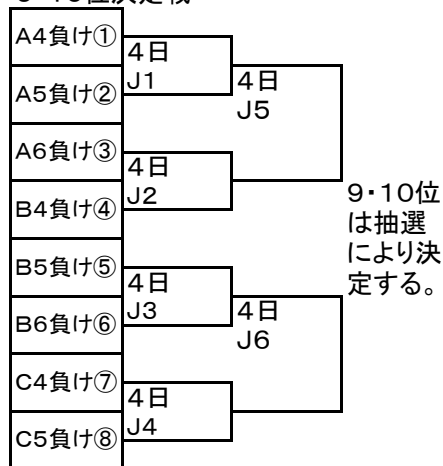 A4負け①
A5負け②
A6負け③
B4負け④
B5負け⑤
B6負け⑥
C4負け⑦
C5負け⑧
4日
J1
4日
J2
4日
J3
4日
J4
4日
J5
4日
J6
9・10位
は抽選
により決
定する。